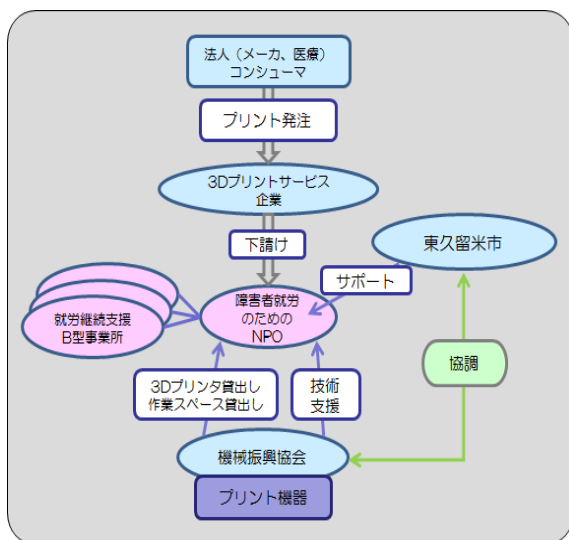 法人（メーカ、医療）
コンシューマ
プリント発注
3Dプリントサービス
企業
下請け
東久留米市
サポート
障害者就労
のための
NPO
就労継続支援
B型事業所
協調
3Dプリンタ貸出し
作業スペース貸出し
技術
支援
機械振興協会
プリント機器